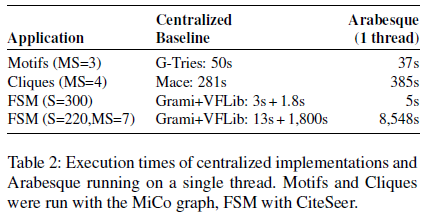 Application Centralized Baseline Arabesque (1 thread)
Motifs (MS=3) G-Tries: 50s 37s
Cliques (MS=4) Mace: 281s 385s
FSM (S=300) Grami+VFLib: 3s+1.8s 5s
FSM (S=220,MS=7) Grami+VFLib: 13s+1,800s 8,548s
Table 2: Execution times of centralized implementations and
Arabesque running on a single thread. Motifs and Cliques
were run with the MiCo graph, FSM with CiteSeer.